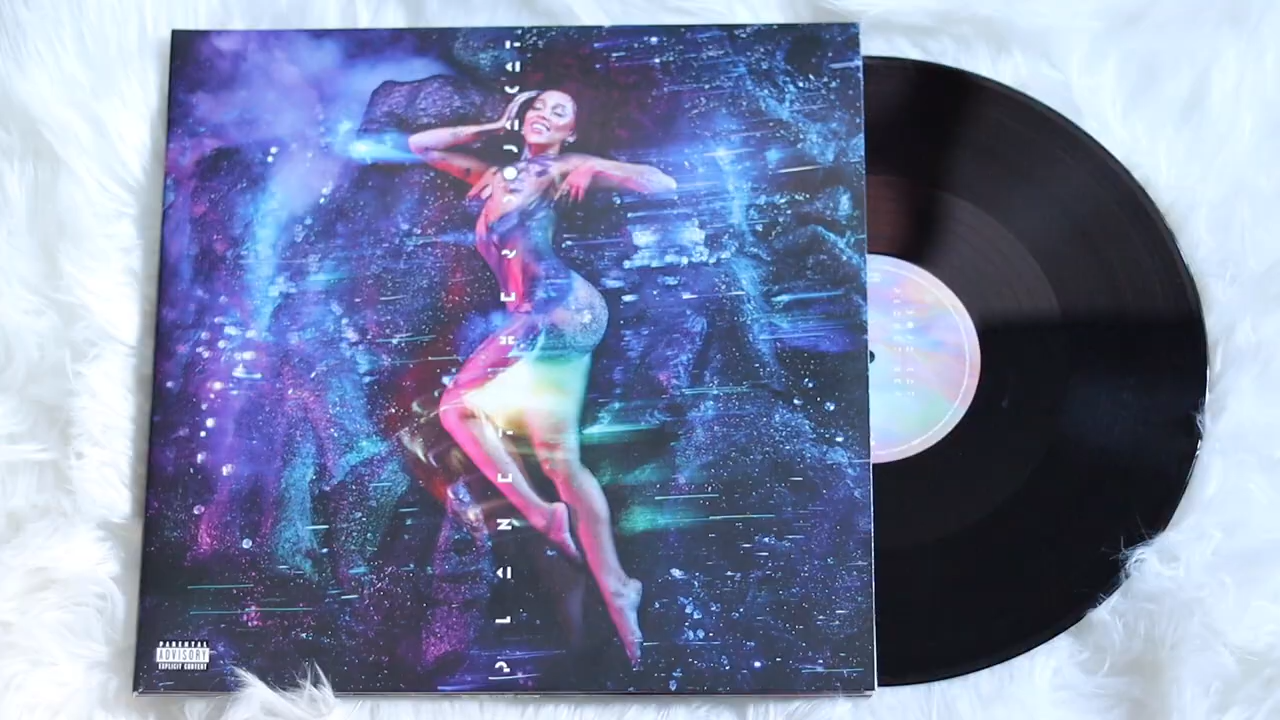 PLANET HER DOJA CAT
PARENTAL
ADVISORY
EXPLICIT CONTENT